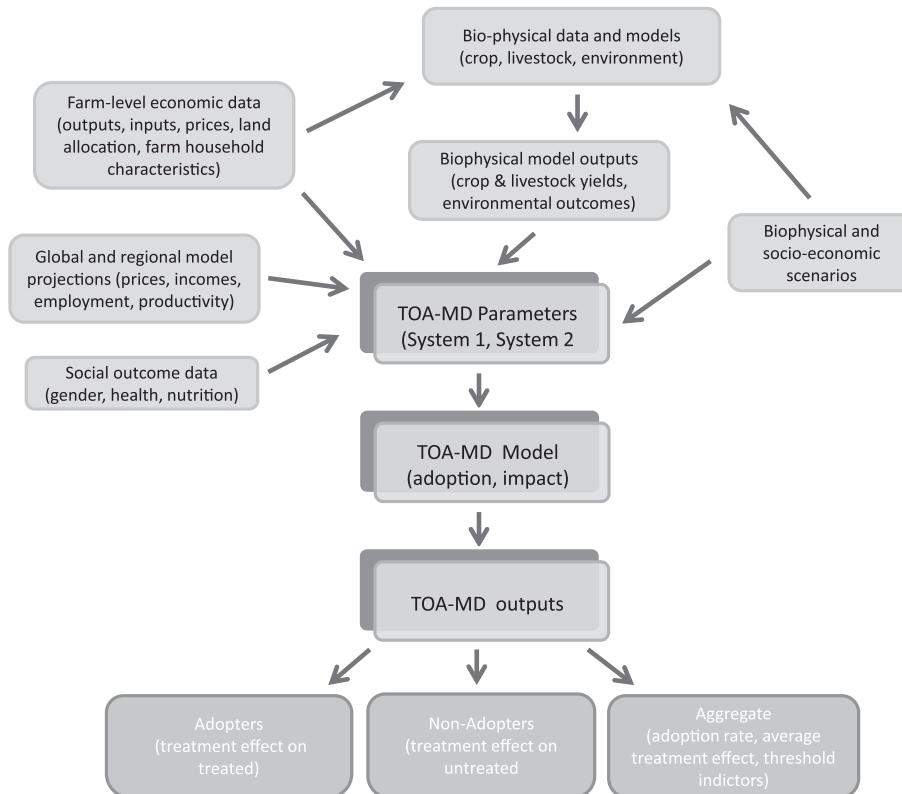 Bio-physical data and models
(crop, livestock, environment)
Farm-level economic data
(outputs, inputs, prices, land
allocation, farm household
characteristics)
Biophysical model outputs
(crop & livestock yields,
environmental outcomes)
Biophysical and
socio-economic
scenarios
Global and regional model
projections (prices, incomes,
employment, productivity)
TOA-MD Parameters
(System 1, System 2
Social outcome data
(gender, health, nutrition)
TOA-MD Model
(adoption, impact)
TOA-MD outputs
Adopters
(treatment effect on
treated)
Non-Adopters
(treatment effect on
untreated
Aggregate
(adoption rate, average
treatment effect, threshold
indictors)